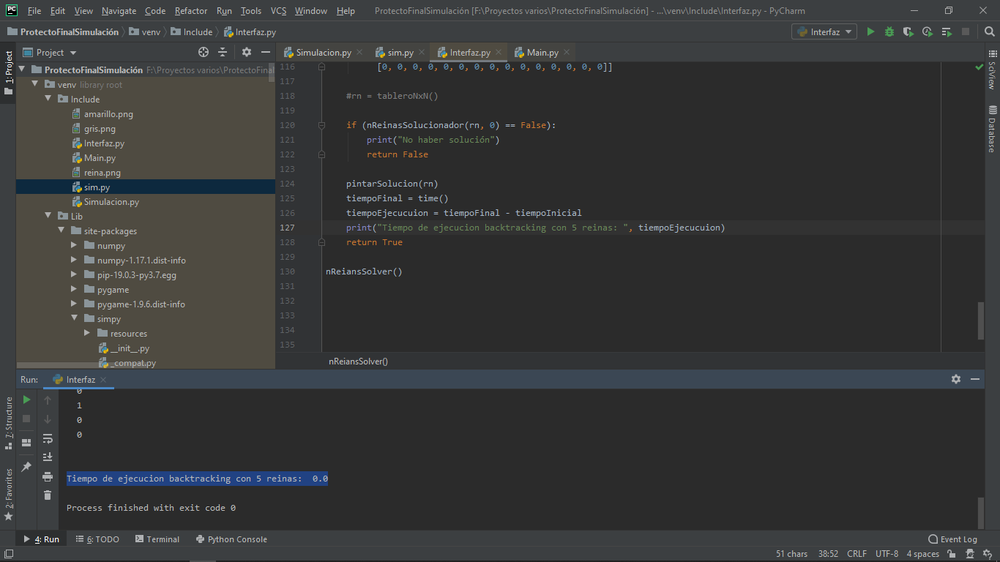 PC File Edit View Navigate Code Refactor Run Tools VCS Window Help ProtectoFinalSimulación [F:\Proyectos varios\ProtectoFinalSimulación] - ...\venv\Include\Interfaz.py - PyCharm
ProtectoFinalSimulación venv Include Interfaz.py Interfaz
1: Project
Project
Simulacion.py sim.py Interfaz.py Main.py
ProtectoFinalSimulación F:\Proyectos varios\ProtectoFinal
venv library root
Include
amarillo.png
gris.png
Interfaz.py
Main.py
reina.png
sim.py
Simulacion.py
Lib
site-packages
numpy
numpy-1.17.1.dist-info
pip-19.0.3-py3.7.egg
pygame
pygame-1.9.6.dist-info
simpy
resources
__init__.py
_compat.py
116 [0, 0, 0, 0, 0, 0, 0, 0, 0, 0, 0, 0, 0, 0, 0]]
117
118 #rn = tableroNxN()
119
120 if (nReinasSolucionador(rn, 0) == False):
121 print("No haber solución")
122 return False
123
124 pintarSolucion(rn)
125 tiempoFinal = time()
126 tiempoEjecucuion = tiempoFinal - tiempoInicial
127 print("Tiempo de ejecucion backtracking con 5 reinas: ", tiempoEjecucuion)
128 return True
129
130 nReiansSolver()
131
132
133
134
135
nReiansSolver()
SciView
Database
Run: Interfaz
0
1
0
0
Tiempo de ejecucion backtracking con 5 reinas:  0.0
Process finished with exit code 0
7: Structure
2: Favorites
4: Run 6: TODO Terminal Python Console Event Log
51 chars 38:52 CRLF UTF-8 4 spaces